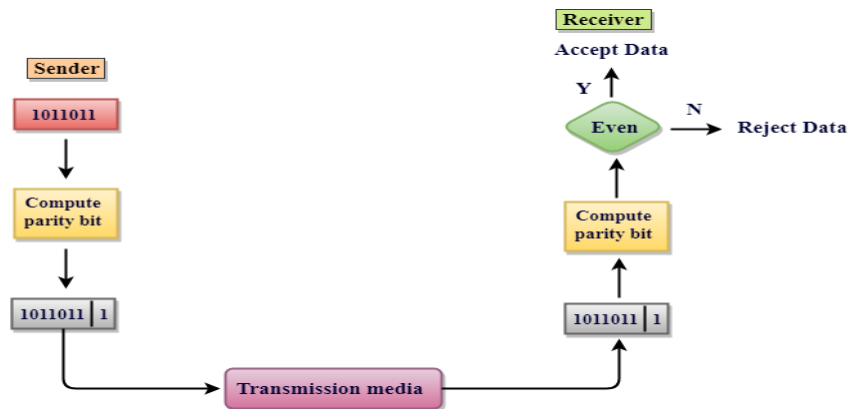 Sender
1011011
Compute
parity bit
1011011 | 1
Transmission media
1011011 | 1
Compute
parity bit
Even
Y
N
Accept Data
Reject Data
Receiver